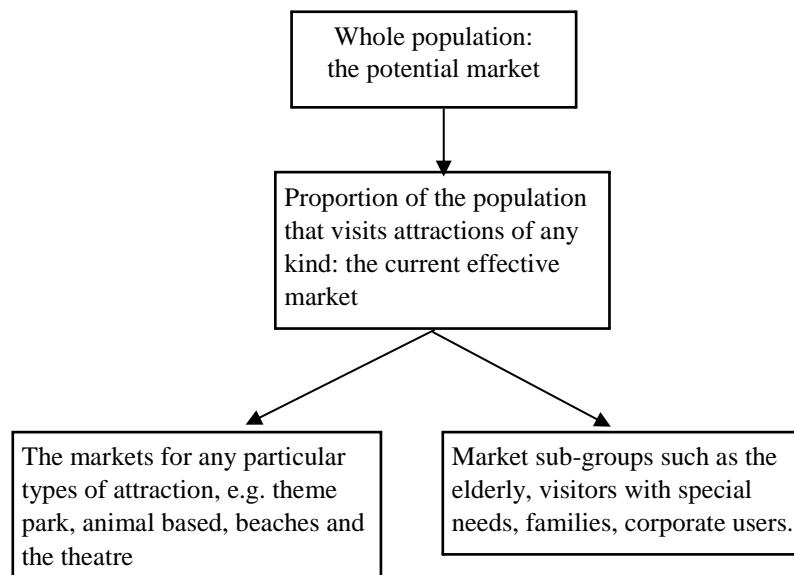 Whole population:
the potential market
Proportion of the population
that visits attractions of any
kind: the current effective
market
The markets for any particular
types of attraction, e.g. theme
park, animal based, beaches and
the theatre
Market sub-groups such as the
elderly, visitors with special
needs, families, corporate users.